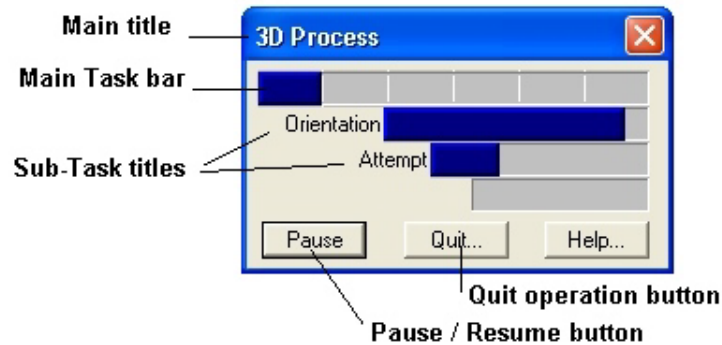 Main title
3D Process
Main Task bar
Orientation
Attempt
Sub-Task titles
Pause
Quit...
Help...
Quit operation button
Pause / Resume button